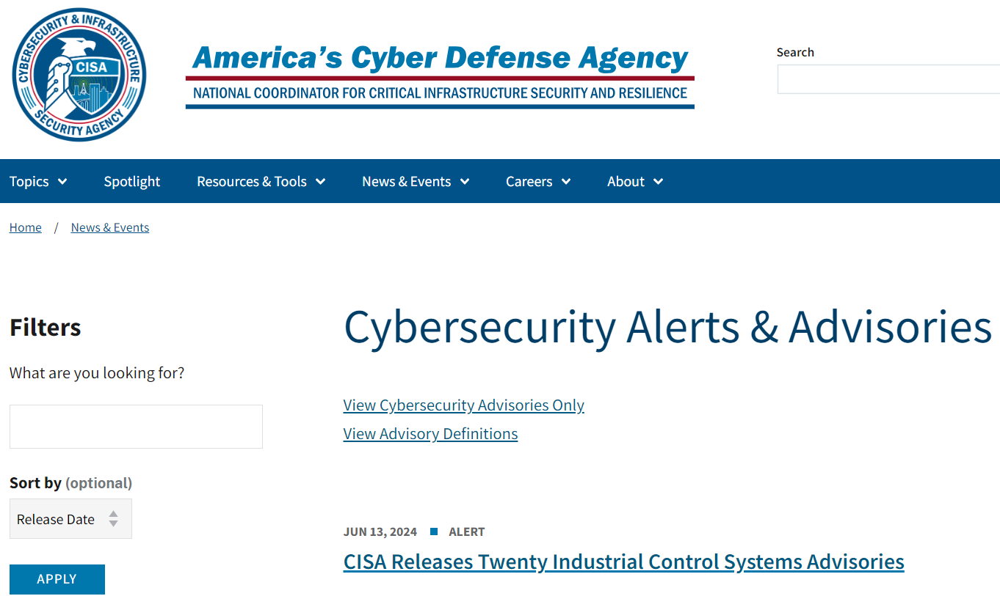 CYBERSECURITY & INFRASTRUCTURE
SECURITY AGENCY
CISA
America's Cyber Defense Agency
NATIONAL COORDINATOR FOR CRITICAL INFRASTRUCTURE SECURITY AND RESILIENCE
Search
Topics Spotlight Resources & Tools News & Events Careers About
Home / News & Events
Filters
What are you looking for?
Sort by (optional)
Release Date
APPLY
Cybersecurity Alerts & Advisories
View Cybersecurity Advisories Only
View Advisory Definitions
JUN 13, 2024 ALERT
CISA Releases Twenty Industrial Control Systems Advisories